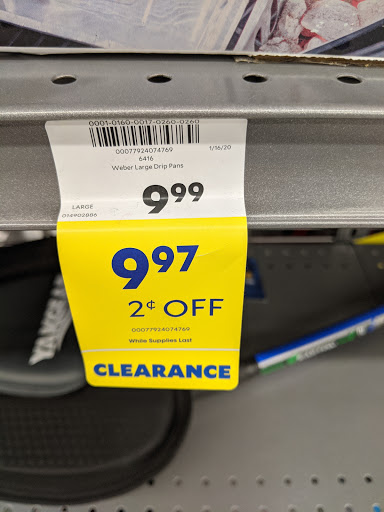 0001-0160-0017-0260-0260
00077924074769
1/16/20
6416
Weber Large Drip Pans
LARGE
D14902886
9.99
9.97
2¢ OFF
00077924074769
While Supplies Last
CLEARANCE